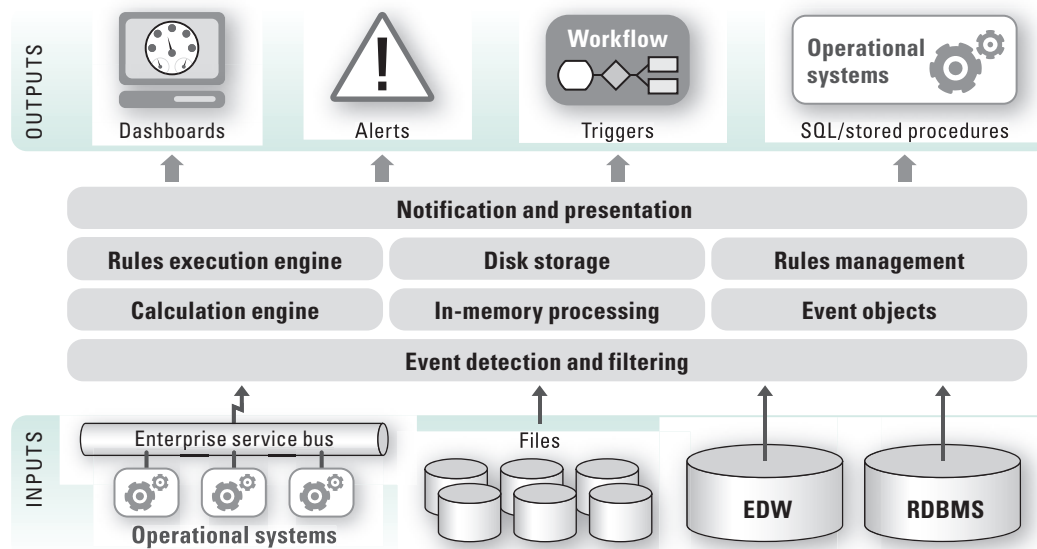 OUTPUTS
Workflow
Operational
systems
!
Dashboards
Alerts
Triggers
SQL/stored procedures
Notification and presentation
Rules execution engine
Disk storage
Rules management
Calculation engine
In-memory processing
Event objects
Event detection and filtering
INPUTS
Enterprise service bus
Files
EDW
RDBMS
Operational systems